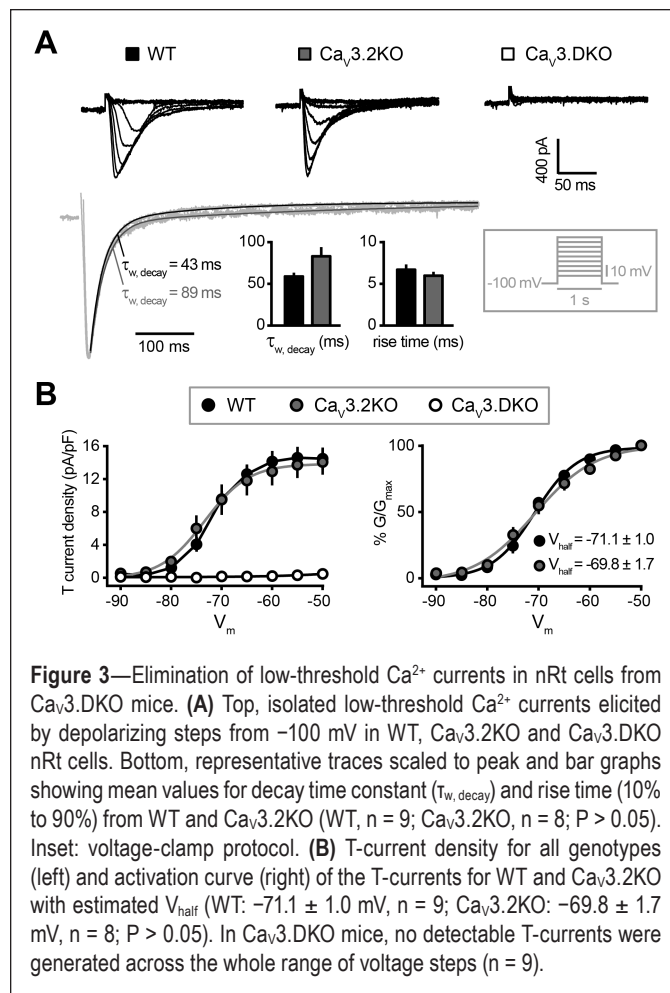 A
WT
CaV3.2KO
CaV3.DKO
400 pA
50 ms
τw, decay = 43 ms
τw, decay = 89 ms
100 ms
100
50
0
τw, decay (ms)
10
5
0
rise time (ms)
-100 mV
10 mV
1 s
B
WT
CaV3.2KO
CaV3.DKO
T current density (pA/pF)
16
12
8
4
0
-90
-80
-70
-60
-50
Vm
% G/Gmax
100
50
0
Vhalf = -71.1 ± 1.0
Vhalf = -69.8 ± 1.7
-90
-80
-70
-60
-50
Vm
Figure 3—Elimination of low-threshold Ca2+ currents in nRt cells from
CaV3.DKO mice. (A) Top, isolated low-threshold Ca2+ currents elicited
by depolarizing steps from −100 mV in WT, CaV3.2KO and CaV3.DKO
nRt cells. Bottom, representative traces scaled to peak and bar graphs
showing mean values for decay time constant (τw, decay) and rise time (10%
to 90%) from WT and CaV3.2KO (WT, n = 9; CaV3.2KO, n = 8; P > 0.05).
Inset: voltage-clamp protocol. (B) T-current density for all genotypes
(left) and activation curve (right) of the T-currents for WT and CaV3.2KO
with estimated Vhalf (WT: −71.1 ± 1.0 mV, n = 9; CaV3.2KO: −69.8 ± 1.7
mV, n = 8; P > 0.05). In CaV3.DKO mice, no detectable T-currents were
generated across the whole range of voltage steps (n = 9).